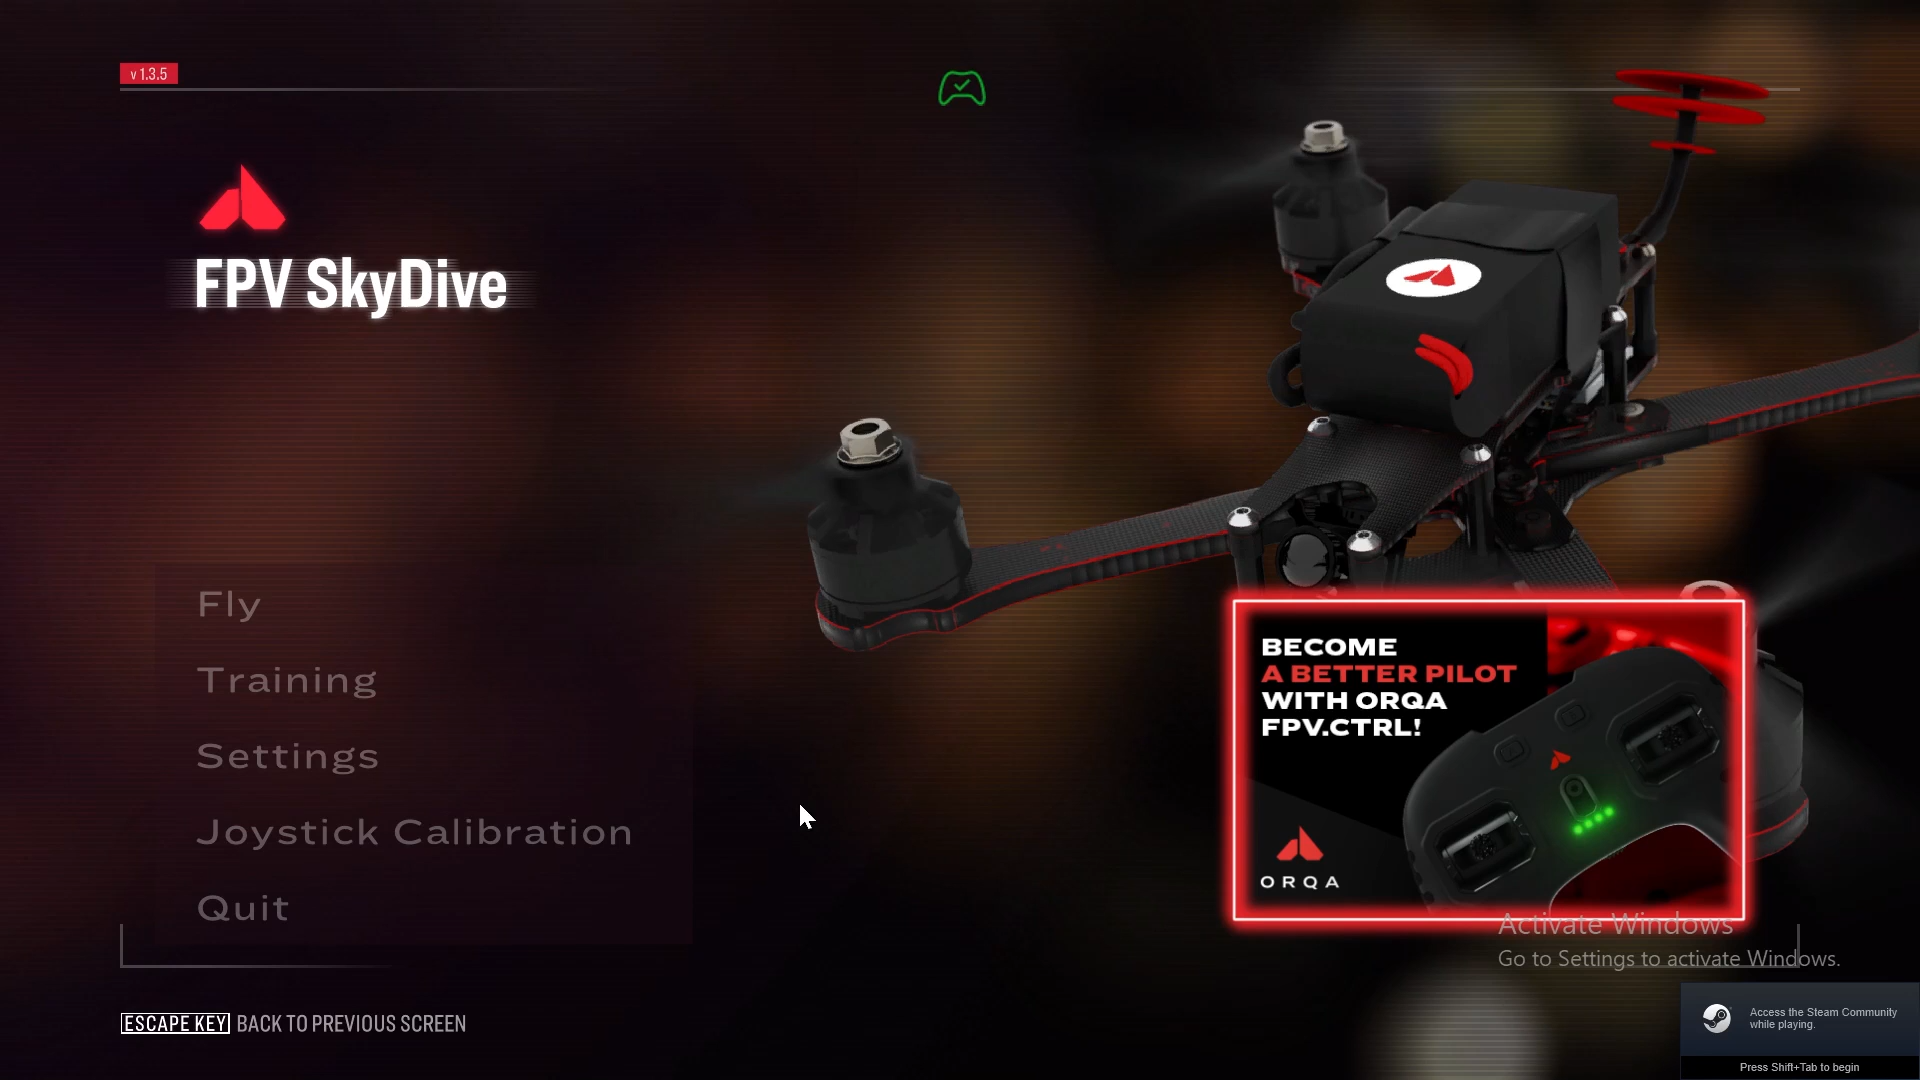 v 1.3.5
FPV SkyDive
Fly
Training
Settings
Joystick Calibration
Quit
BECOME
A BETTER PILOT
WITH ORQA
FPV.CTRL!
ORQA
Activate Windows
Go to Settings to activate Windows.
ESCAPE KEY BACK TO PREVIOUS SCREEN
Access the Steam Community
while playing.
Press Shift+Tab to begin